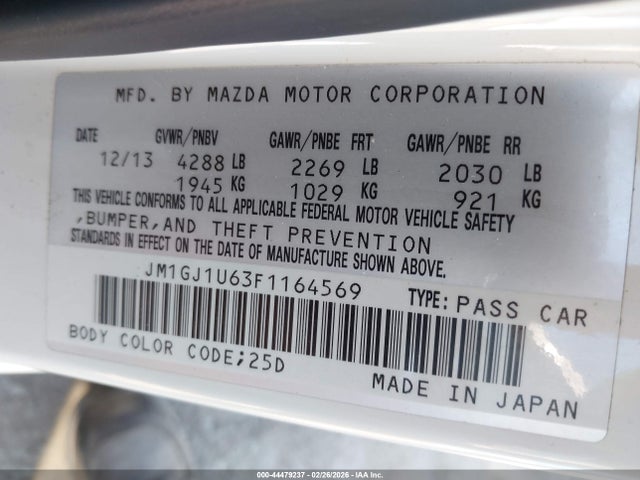 MFD. BY MAZDA MOTOR CORPORATION
DATE GVWR/PNBV GAWR/PNBE FRT GAWR/PNBE RR
12/13 4288 LB 2269 LB 2030 LB
1945 KG 1029 KG 921 KG
THIS VEHICLE CONFORMS TO ALL APPLICABLE FEDERAL MOTOR VEHICLE SAFETY
,BUMPER,AND THEFT PREVENTION
STANDARDS IN EFFECT ON THE DATE OF MANUFACTURE SHOWN ABOVE.
JM1GJ1U63F1164569 TYPE: PASS CAR
BODY COLOR CODE;25D
MADE IN JAPAN
000-44479237 - 02/26/2026 - IAA, Inc.